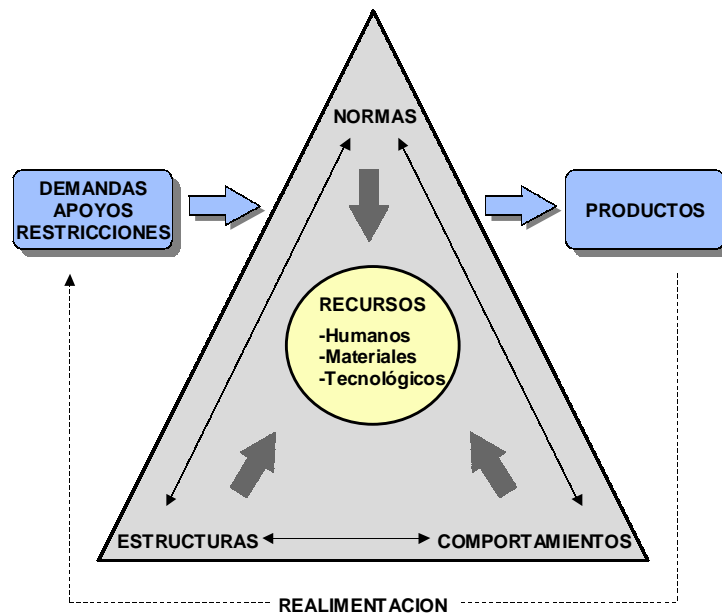 NORMAS
DEMANDAS
APOYOS
RESTRICCIONES
PRODUCTOS
RECURSOS
-Humanos
-Materiales
-Tecnológicos
ESTRUCTURAS
COMPORTAMIENTOS
REALIMENTACION